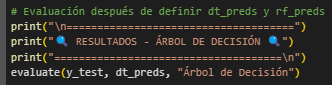 # Evaluación después de definir dt_preds y rf_preds
print("\n===================================")
print("🔍 RESULTADOS - ÁRBOL DE DECISIÓN 🔍")
print("===================================\n")
evaluate(y_test, dt_preds, "Árbol de Decisión")